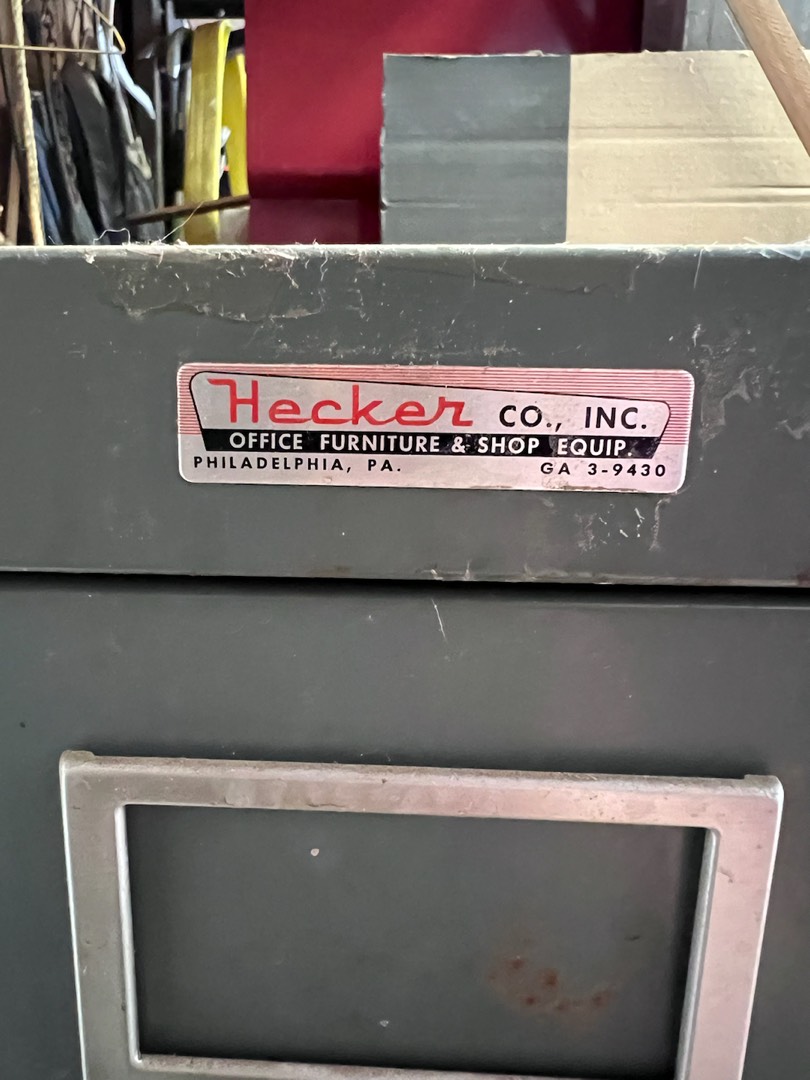 Hecker CO., INC.
OFFICE FURNITURE & SHOP EQUIP.
PHILADELPHIA, PA. GA 3-9430